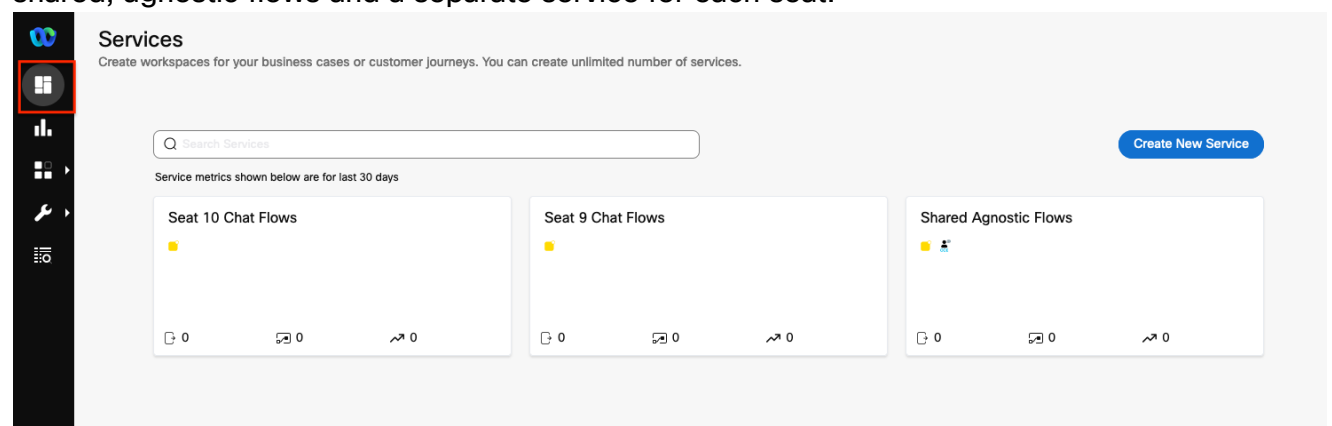 shared, agnostic flows and a separate service for each seat.
Services
Create workspaces for your business cases or customer journeys. You can create unlimited number of services.
Search Services
Create New Service
Service metrics shown below are for last 30 days
Seat 10 Chat Flows
Seat 9 Chat Flows
Shared Agnostic Flows
0 0 0
0 0 0
0 0 0